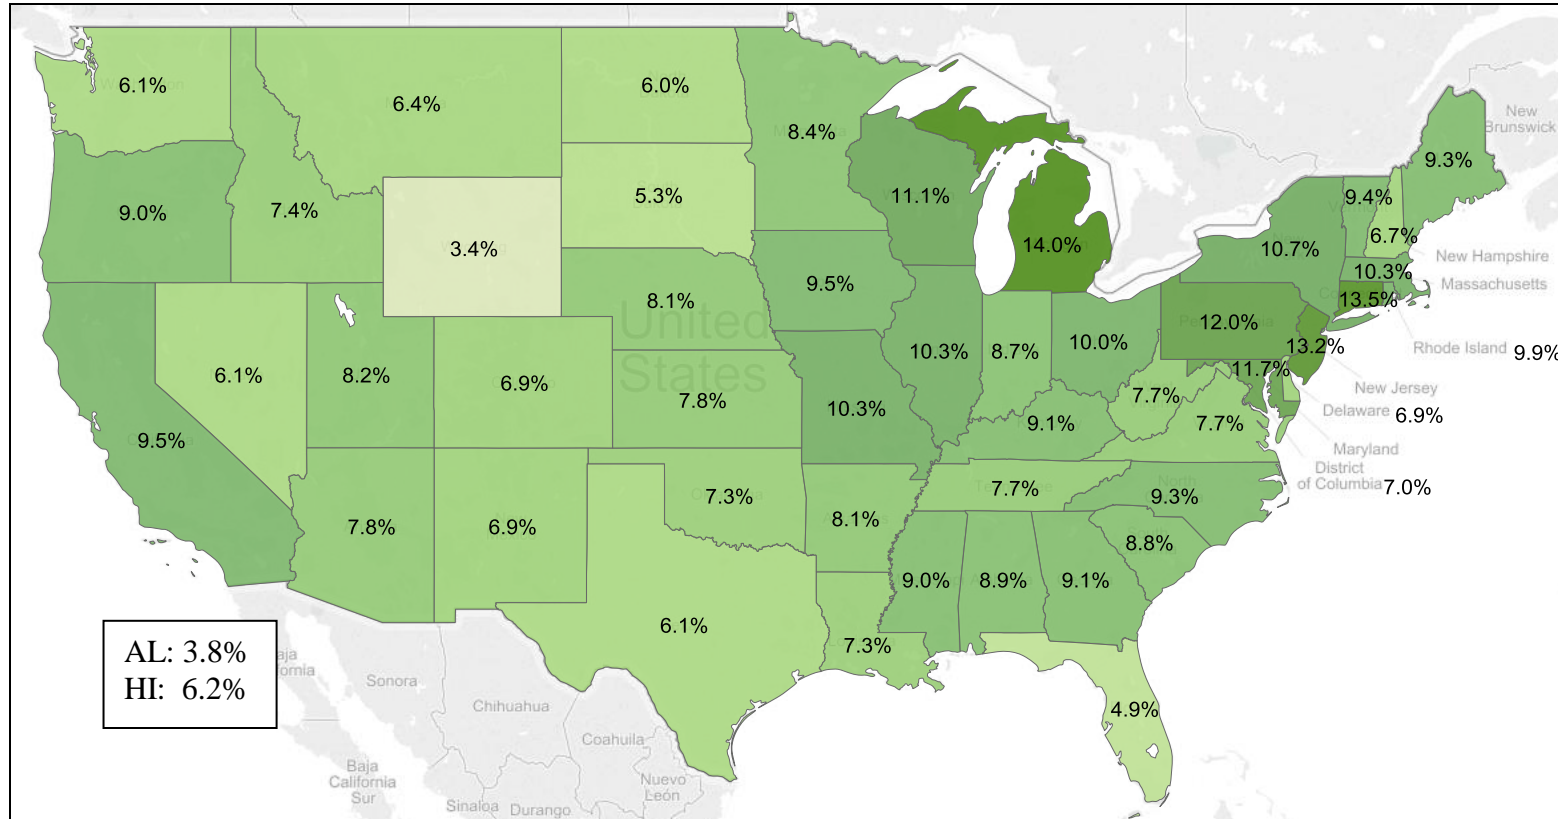 6.1%
6.4%
6.0%
8.4%
9.0%
7.4%
3.4%
5.3%
11.1%
14.0%
9.3%
9.4%
6.7%
10.7%
10.3%
13.5%
New
Brunswick
New Hampshire
Massachusetts
Rhode Island 9.9%
9.5%
8.1%
United
States
6.1%
8.2%
6.9%
7.8%
9.5%
10.3%
10.3%
8.7%
10.0%
12.0%
13.2%
11.7%
New Jersey
Delaware 6.9%
Maryland
District
of Columbia 7.0%
7.7%
7.7%
9.1%
7.7%
9.3%
7.8%
6.9%
7.3%
8.1%
8.8%
9.0%
8.9%
9.1%
6.1%
7.3%
4.9%
AL: 3.8%
HI: 6.2%
Sonora
Chihuahua
Coahuila
Baja
California
Sur
Sinaloa
Durango
Nuevo
León